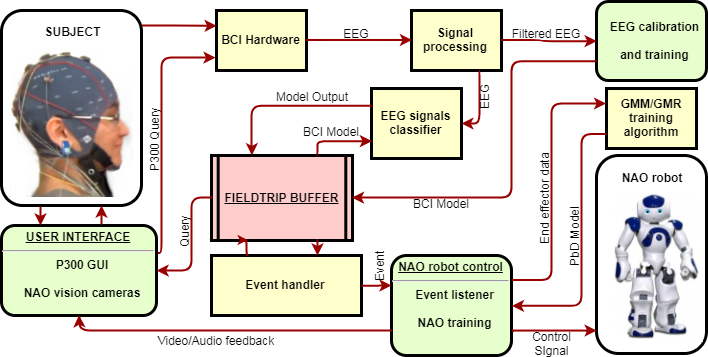 SUBJECT
BCI Hardware
EEG
Signal
processing
Filtered EEG
EEG calibration
and training
P300 Query
Model Output
EEG
EEG signals
classifier
BCI Model
GMM/GMR
training
algorithm
FIELDTRIP BUFFER
BCI Model
End effector data
PbD Model
NAO robot
USER INTERFACE
P300 GUI
NAO vision cameras
Query
Event handler
Event
NAO robot control
Event listener
NAO training
Video/Audio feedback
Control
SIgnal